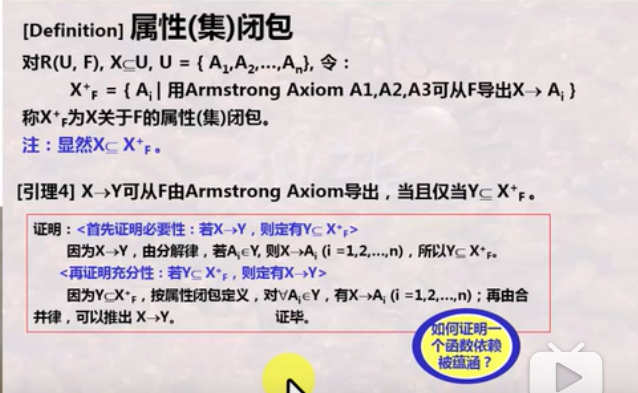 [Definition] 属性(集)闭包
对R(U, F), X⊆U, U = { A₁,A₂,...,Aₙ}, 令：
X⁺F = { Aᵢ | 用Armstrong Axiom A1,A2,A3可从F导出X→ Aᵢ }
称X⁺F为X关于F的属性(集)闭包。
注：显然X⊆ X⁺F 。
[引理4] X→Y可从F由Armstrong Axiom导出，当且仅当Y⊆ X⁺F 。
证明：<首先证明必要性：若X→Y，则定有Y⊆ X⁺F>
因为X→Y，由分解律，若Aᵢ∈Y, 则X→Aᵢ (i =1,2,...,n)，所以Y⊆ X⁺F。
<再证明充分性：若Y⊆ X⁺F，则定有X→Y>
因为Y⊆X⁺F，按属性闭包定义，对∀Aᵢ∈Y，有X→Aᵢ (i =1,2,...,n)；再由合
并律，可以推出 X→Y。 证毕。
如何证明一
个函数依赖
被蕴涵？